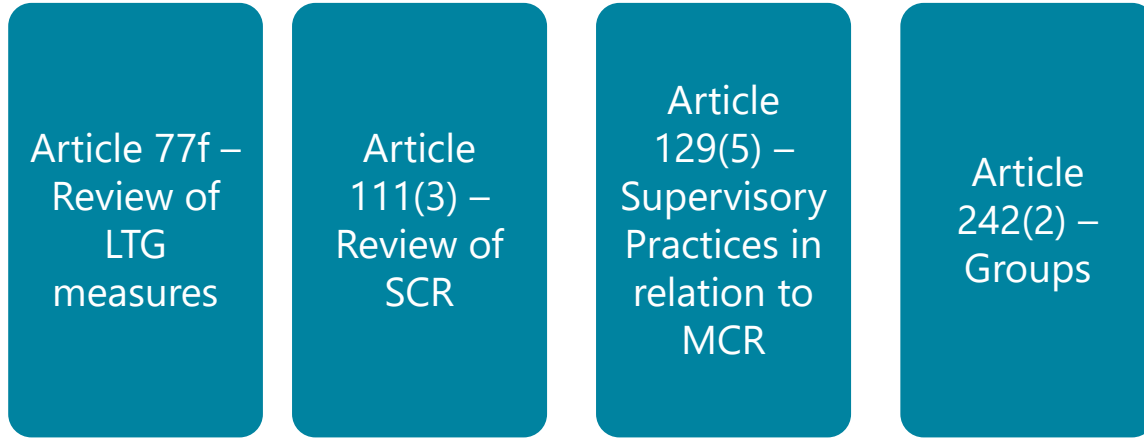 Article 77f –
Review of
LTG
measures
Article
111(3) –
Review of
SCR
Article
129(5) –
Supervisory
Practices in
relation to
MCR
Article
242(2) –
Groups